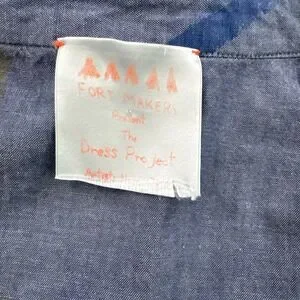 FORT MAKERS
Present
The
Dress Project